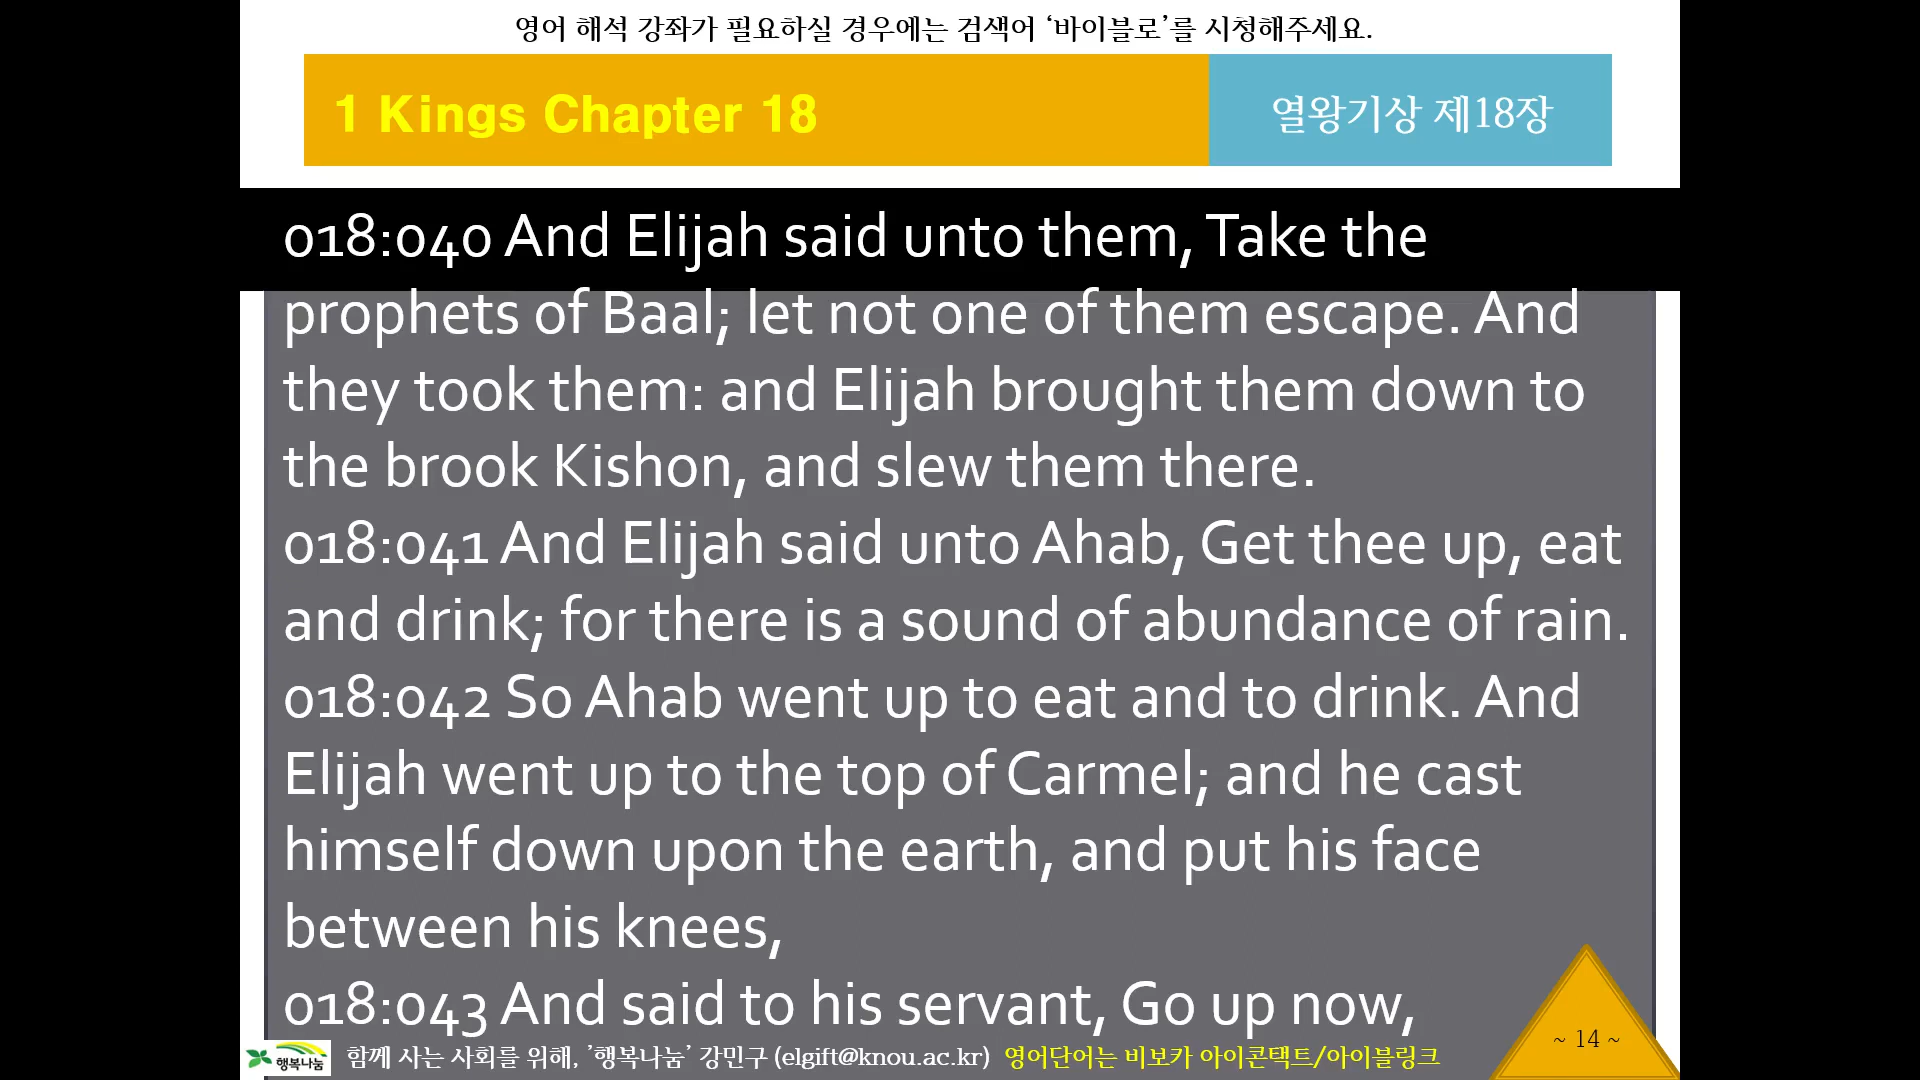 영어 해석 강좌가 필요하실 경우에는 검색어 ‘바이블로’를 시청해주세요.
1 Kings Chapter 18
열왕기상 제18장
018:040 And Elijah said unto them, Take the
prophets of Baal; let not one of them escape. And
they took them: and Elijah brought them down to
the brook Kishon, and slew them there.
018:041 And Elijah said unto Ahab, Get thee up, eat
and drink; for there is a sound of abundance of rain.
018:042 So Ahab went up to eat and to drink. And
Elijah went up to the top of Carmel; and he cast
himself down upon the earth, and put his face
between his knees,
018:043 And said to his servant, Go up now,
~ 14 ~
행복나눔
함께 사는 사회를 위해, ’행복나눔’ 강민구 (elgift@knou.ac.kr) 영어단어는 비보카 아이콘택트/아이블링크